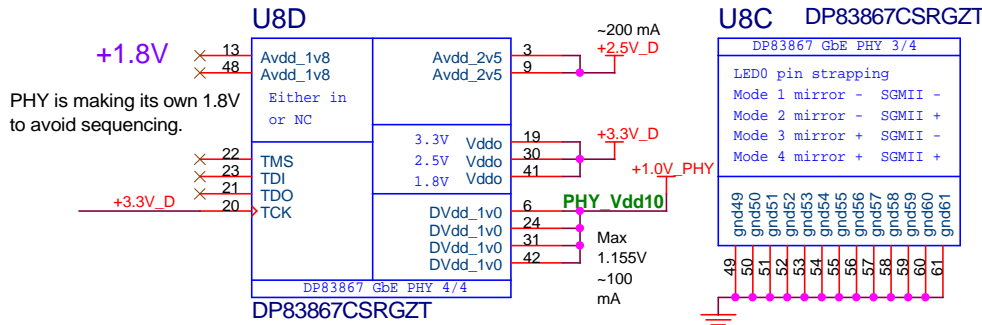 U8D
U8C
DP83867CSRGZT
+1.8V
PHY is making its own 1.8V
to avoid sequencing.
13
48
Avdd_1v8
Avdd_1v8
Either in
or NC
Avdd_2v5
Avdd_2v5
3
9
~200 mA
+2.5V_D
3.3V
2.5V
1.8V
Vddo
Vddo
Vddo
19
30
41
+3.3V_D
22
23
21
20
TMS
TDI
TDO
TCK
+3.3V_D
DVdd_1v0
DVdd_1v0
DVdd_1v0
DVdd_1v0
6
24
31
42
PHY_Vdd10
+1.0V_PHY
Max
1.155V
~100
mA
DP83867 GbE PHY 4/4
DP83867CSRGZT
DP83867 GbE PHY 3/4
LED0 pin strapping
Mode 1 mirror - SGMII -
Mode 2 mirror - SGMII +
Mode 3 mirror + SGMII -
Mode 4 mirror + SGMII +
gnd49
gnd50
gnd51
gnd52
gnd53
gnd54
gnd55
gnd56
gnd57
gnd58
gnd59
gnd60
gnd61
49
50
51
52
53
54
55
56
57
58
59
60
61